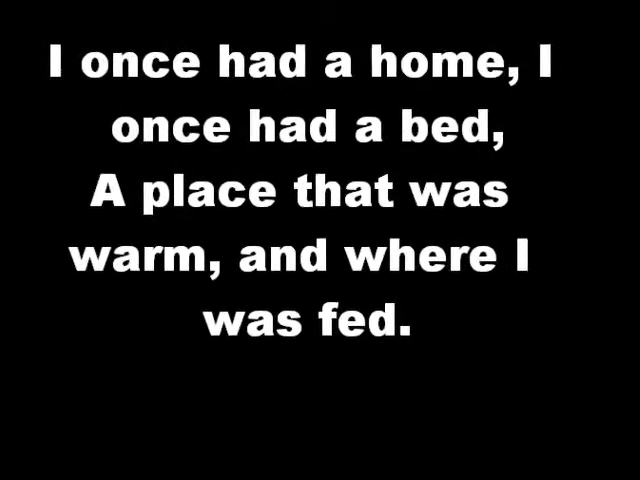 I once had a home, I
once had a bed,
A place that was
warm, and where I
was fed.